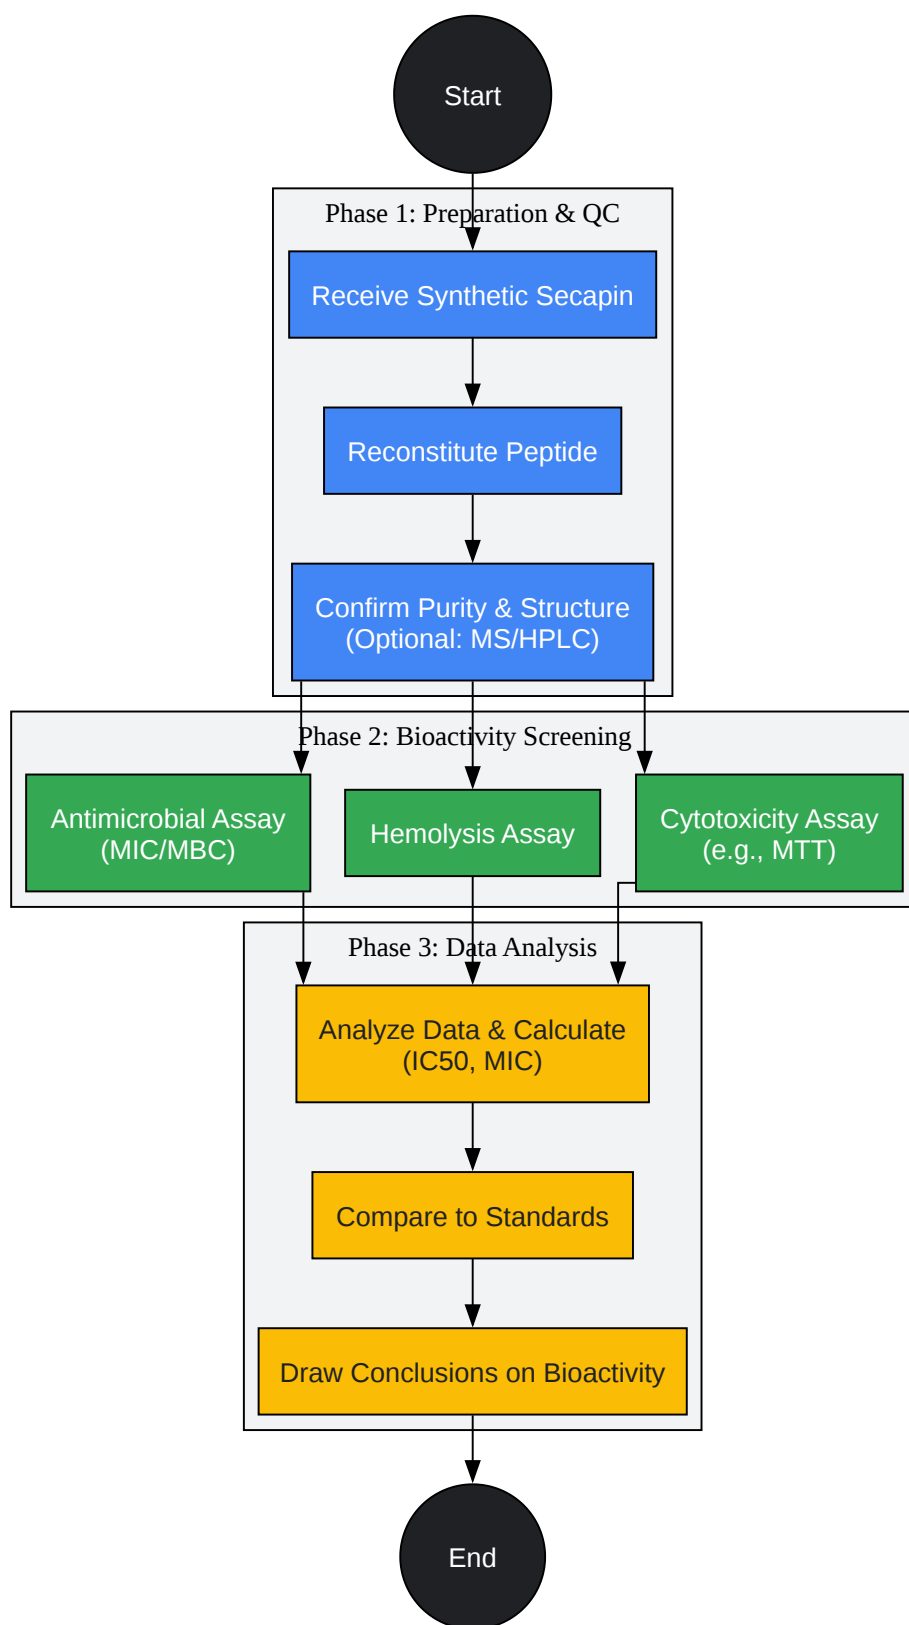 Start
Phase 1: Preparation & QC
Receive Synthetic Secapin
Reconstitute Peptide
Confirm Purity & Structure
(Optional: MS/HPLC)
Phase 2: Bioactivity Screening
Antimicrobial Assay
(MIC/MBC)
Hemolysis Assay
Cytotoxicity Assay
(e.g., MTT)
Phase 3: Data Analysis
Analyze Data & Calculate
(IC50, MIC)
Compare to Standards
Draw Conclusions on Bioactivity
End